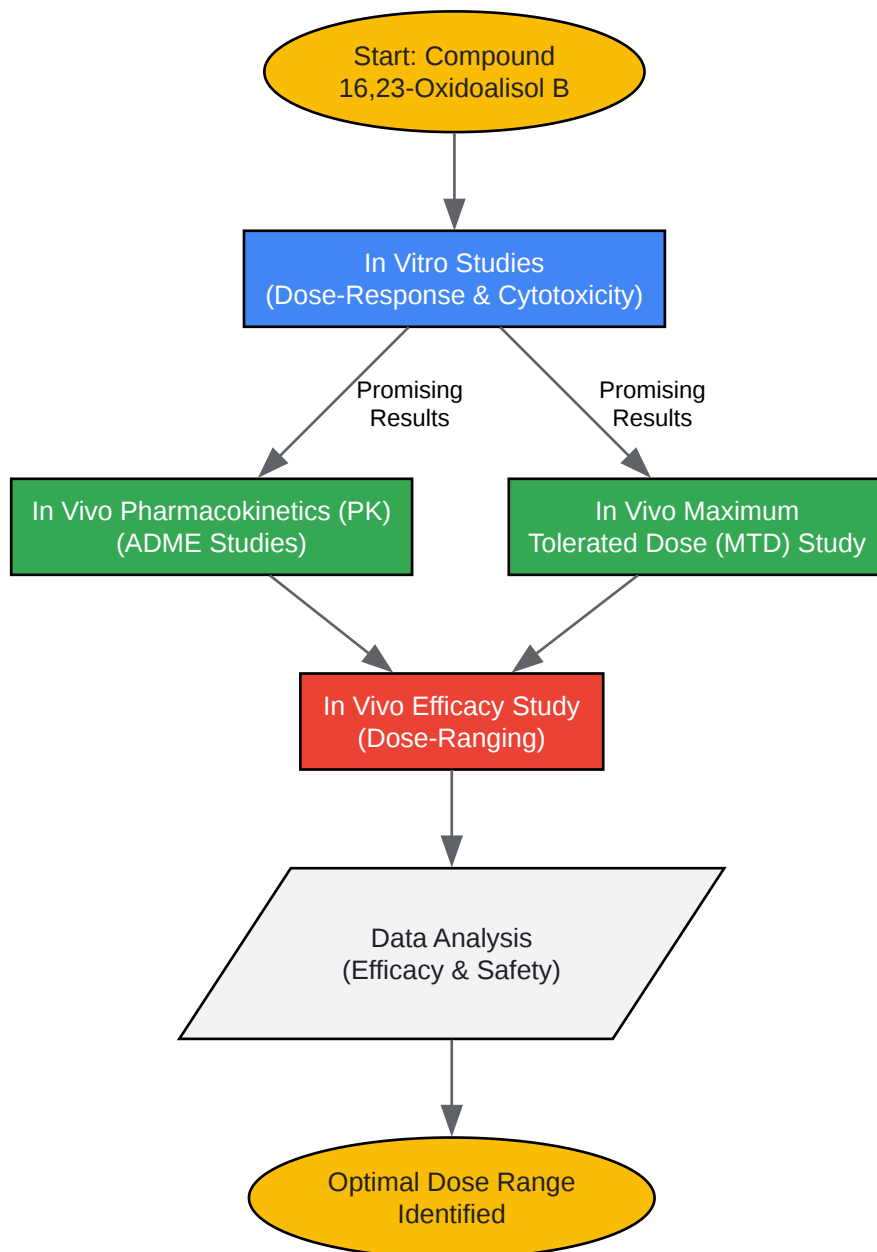 Start: Compound
16,23-Oxidoalisol B
In Vitro Studies
(Dose-Response & Cytotoxicity)
Promising
Results
Promising
Results
In Vivo Pharmacokinetics (PK)
(ADME Studies)
In Vivo Maximum
Tolerated Dose (MTD) Study
In Vivo Efficacy Study
(Dose-Ranging)
Data Analysis
(Efficacy & Safety)
Optimal Dose Range
Identified